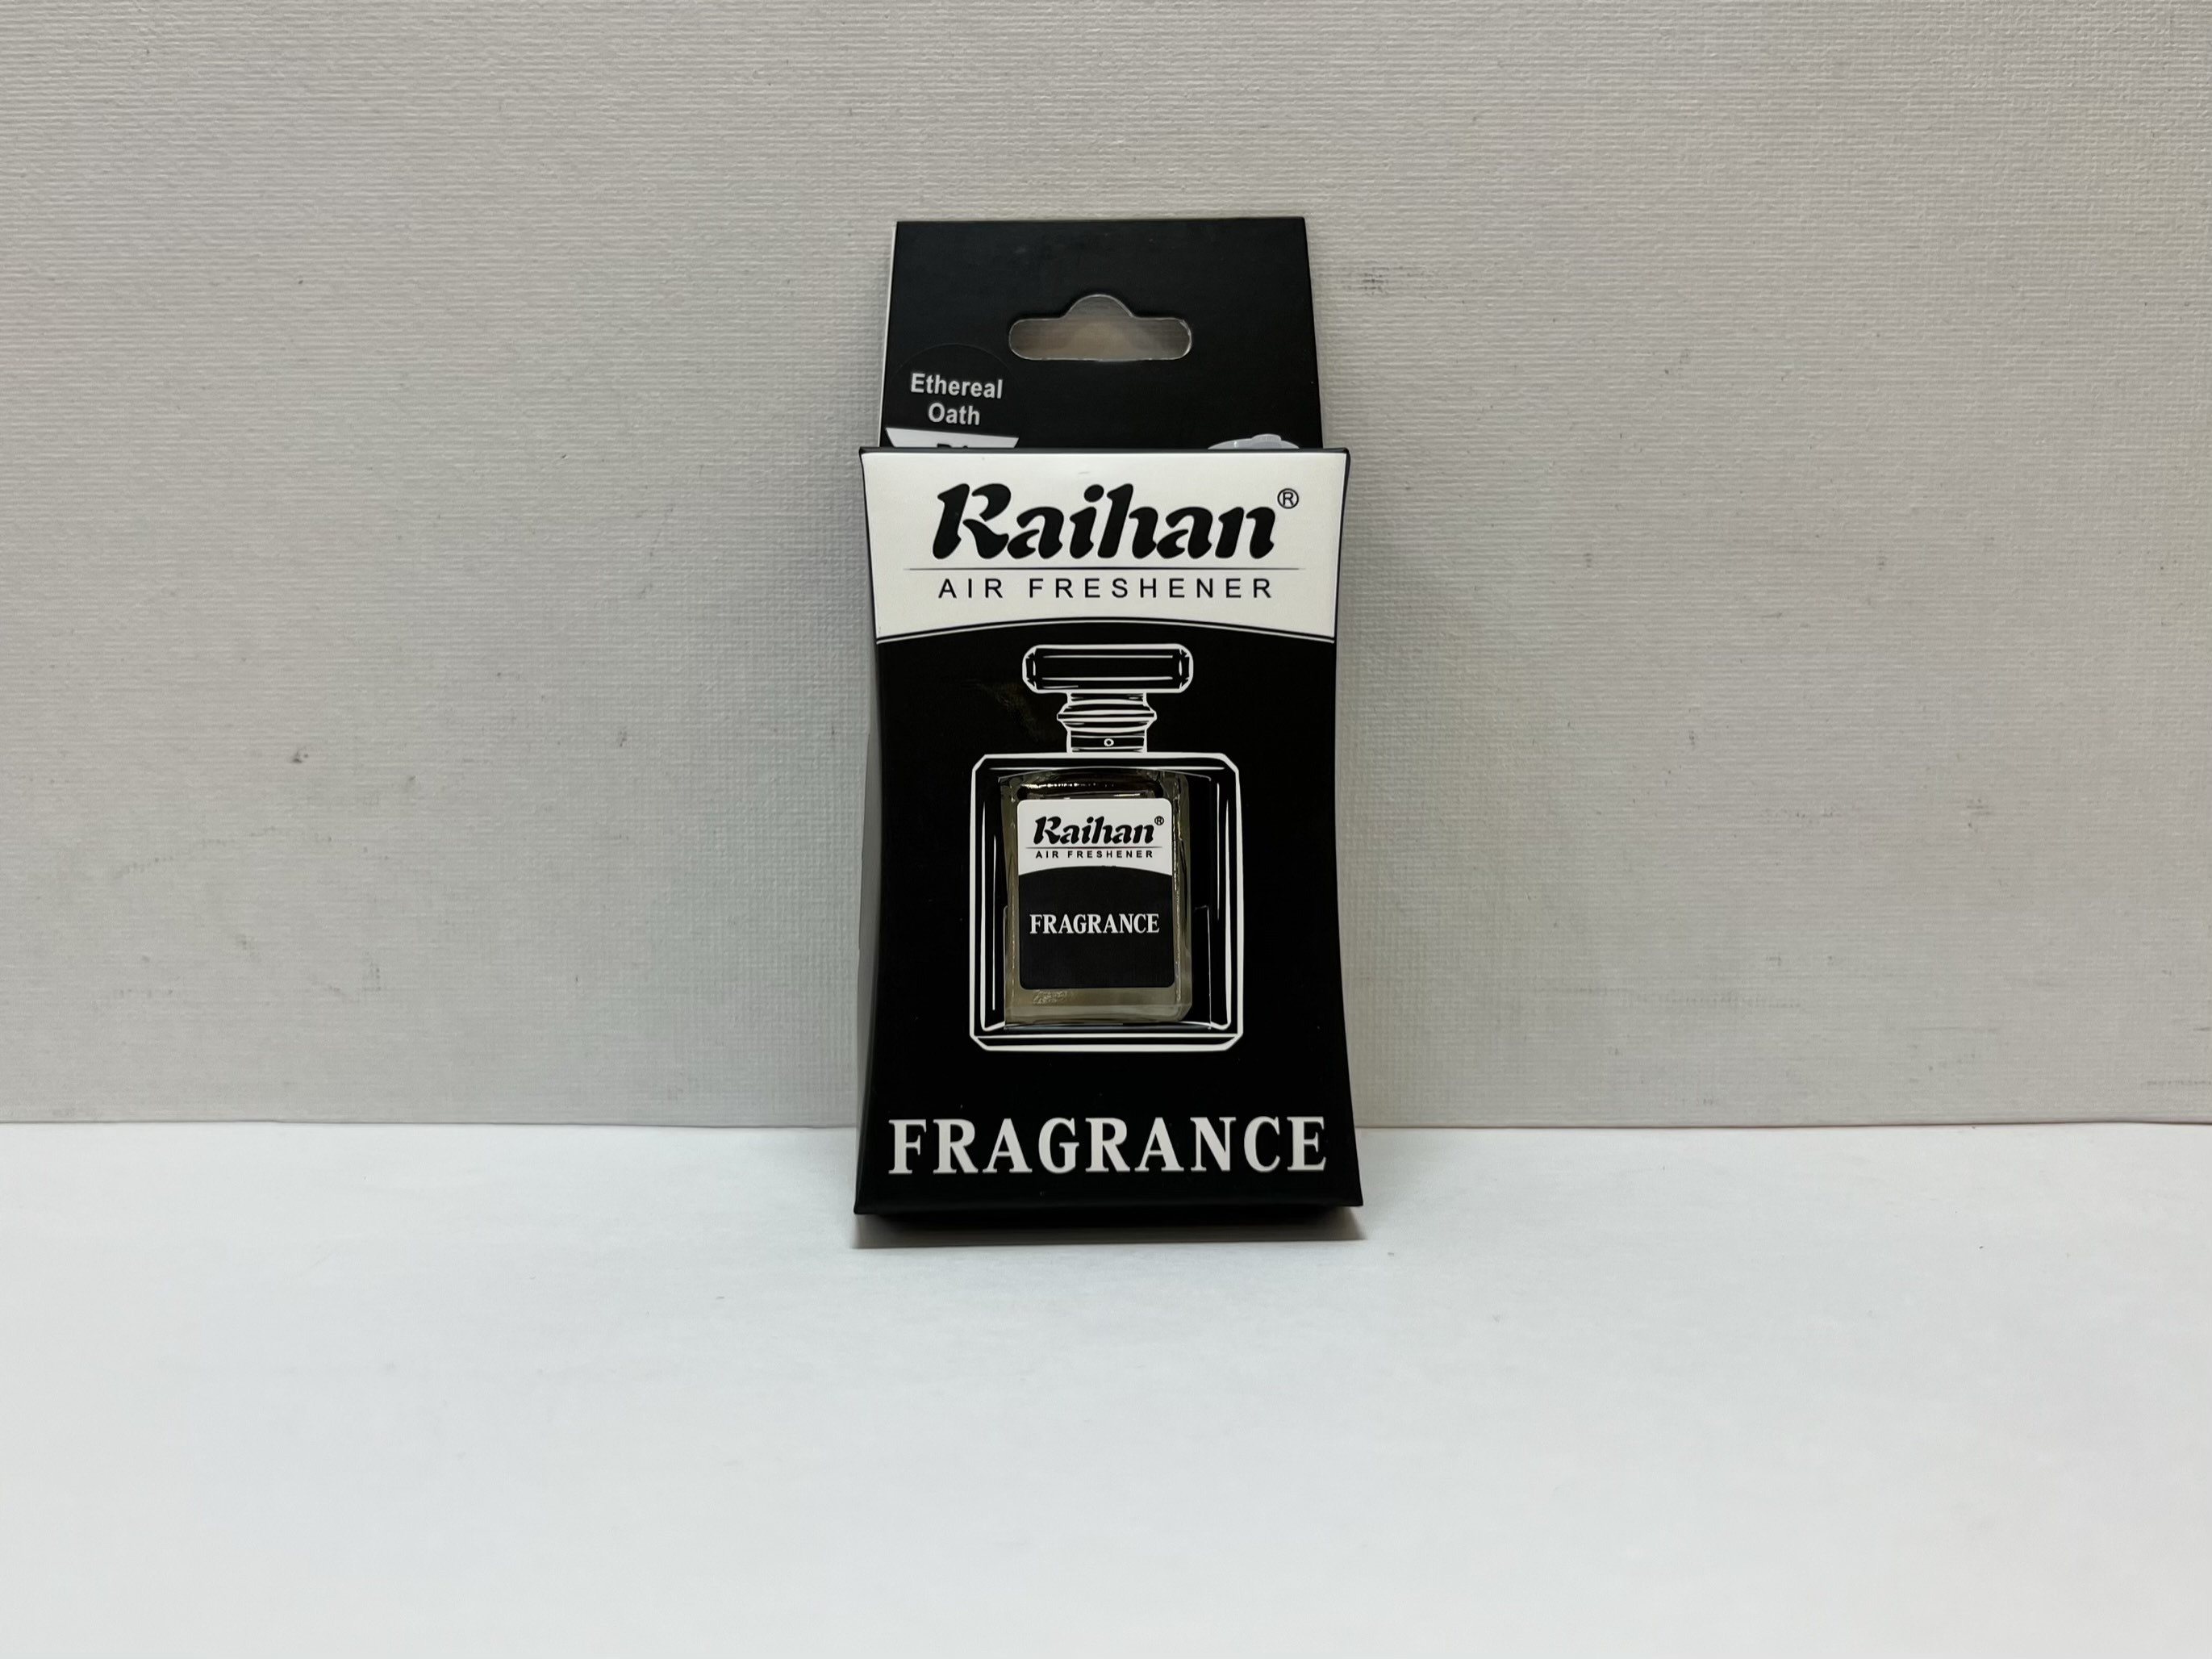 Ethereal
Oath
Raihan®
AIR FRESHENER
Raihan®
AIR FRESHENER
FRAGRANCE
FRAGRANCE